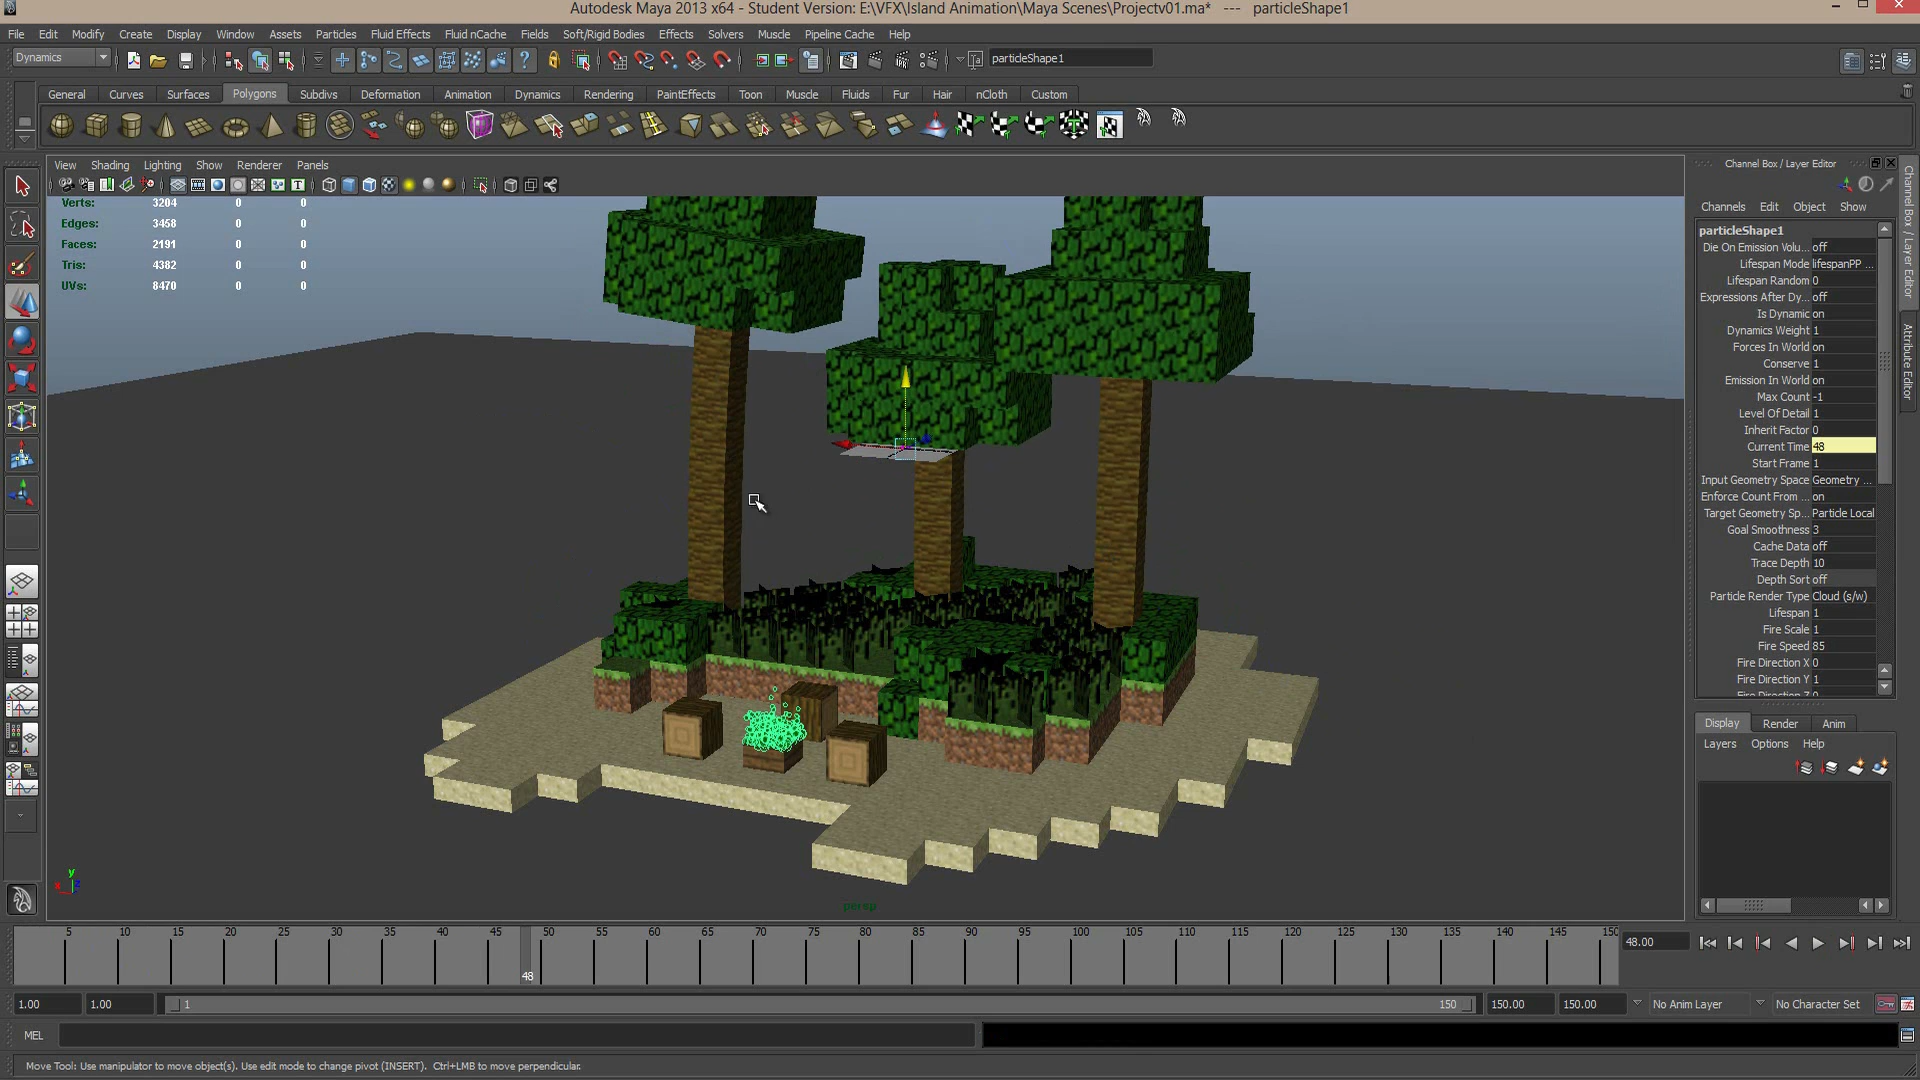 Autodesk Maya 2013 x64 - Student Version: E:\VFX\Island Animation\Maya Scenes\Projectv01.ma*   ---   particleShape1
File Edit Modify Create Display Window Assets Particles Fluid Effects Fluid nCache Fields Soft/Rigid Bodies Effects Solvers Muscle Pipeline Cache Help
Dynamics
particleShape1
General Curves Surfaces Polygons Subdivs Deformation Animation Dynamics Rendering PaintEffects Toon Muscle Fluids Fur Hair nCloth Custom
View Shading Lighting Show Renderer Panels
Verts: 3204 0 0
Edges: 3458 0 0
Faces: 2191 0 0
Tris: 4382 0 0
UVs: 8470 0 0
y
x z
persp
Channel Box / Layer Editor
Channels Edit Object Show
particleShape1
Die On Emission Volu... off
Lifespan Mode lifespanPP ...
Lifespan Random 0
Expressions After Dy... off
Is Dynamic on
Dynamics Weight 1
Forces In World on
Conserve 1
Emission In World on
Max Count -1
Level Of Detail 1
Inherit Factor 0
Current Time 48
Start Frame 1
Input Geometry Space Geometry ...
Enforce Count From ... on
Target Geometry Sp... Particle Local
Goal Smoothness 3
Cache Data off
Trace Depth 10
Depth Sort off
Particle Render Type Cloud (s/w)
Lifespan 1
Fire Scale 1
Fire Speed 85
Fire Direction X 0
Fire Direction Y 1
Fire Direction Z 0
Channel Box / Layer Editor
Attribute Editor
Display Render Anim
Layers Options Help
5 10 15 20 25 30 35 40 45 50 55 60 65 70 75 80 85 90 95 100 105 110 115 120 125 130 135 140 145 150
48
48.00
1.00 1.00 1 150 150.00 150.00 No Anim Layer No Character Set
MEL
Move Tool: Use manipulator to move object(s). Use edit mode to change pivot (INSERT). Ctrl+LMB to move perpendicular.